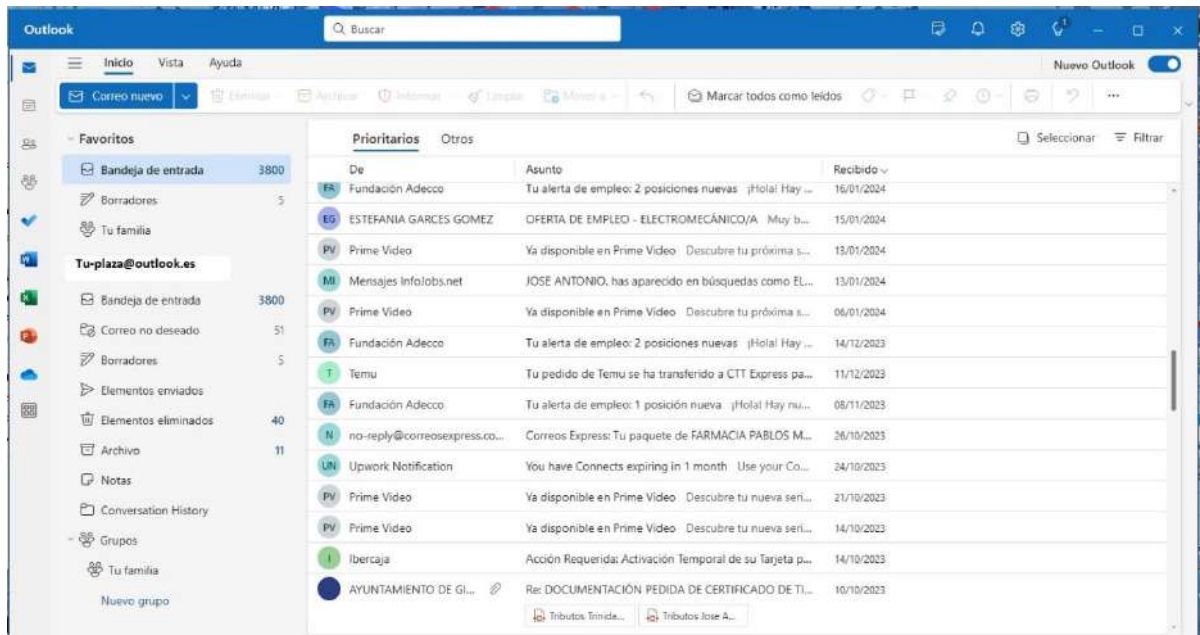 Outlook
Buscar
1
Inicio Vista Ayuda
Nuevo Outlook
Correo nuevo Eliminar Archivar Informar Limpiar Mover a Marcar todos como leídos ...
Favoritos
Bandeja de entrada 3800
Borradores 5
Tu familia
Tu-plaza@outlook.es
Bandeja de entrada 3800
Correo no deseado 51
Borradores 5
Elementos enviados
Elementos eliminados 40
Archivo 11
Notas
Conversation History
Grupos
Tu familia
Nuevo grupo
Prioritarios Otros
Seleccionar Filtrar
De Asunto Recibido
FA Fundación Adecco Tu alerta de empleo: 2 posiciones nuevas ¡Hola! Hay ... 16/01/2024
EG ESTEFANIA GARCES GOMEZ OFERTA DE EMPLEO - ELECTROMECÁNICO/A Muy b... 15/01/2024
PV Prime Video Ya disponible en Prime Video Descubre tu próxima s... 13/01/2024
MI Mensajes InfoJobs.net JOSE ANTONIO, has aparecido en búsquedas como EL... 13/01/2024
PV Prime Video Ya disponible en Prime Video Descubre tu próxima s... 06/01/2024
FA Fundación Adecco Tu alerta de empleo: 2 posiciones nuevas ¡Hola! Hay ... 14/12/2023
T Temu Tu pedido de Temu se ha transferido a CTT Express pa... 11/12/2023
FA Fundación Adecco Tu alerta de empleo: 1 posición nueva ¡Hola! Hay nu... 08/11/2023
N no-reply@correosexpress.co... Correos Express: Tu paquete de FARMACIA PABLOS M... 26/10/2023
UN Upwork Notification You have Connects expiring in 1 month Use your Co... 24/10/2023
PV Prime Video Ya disponible en Prime Video Descubre tu nueva seri... 21/10/2023
PV Prime Video Ya disponible en Prime Video Descubre tu nueva seri... 14/10/2023
I Ibercaja Acción Requerida: Activación Temporal de su Tarjeta p... 14/10/2023
AYUNTAMIENTO DE GI... Re: DOCUMENTACIÓN PEDIDA DE CERTIFICADO DE TI... 10/10/2023
Tributos Trinida... Tributos Jose A...